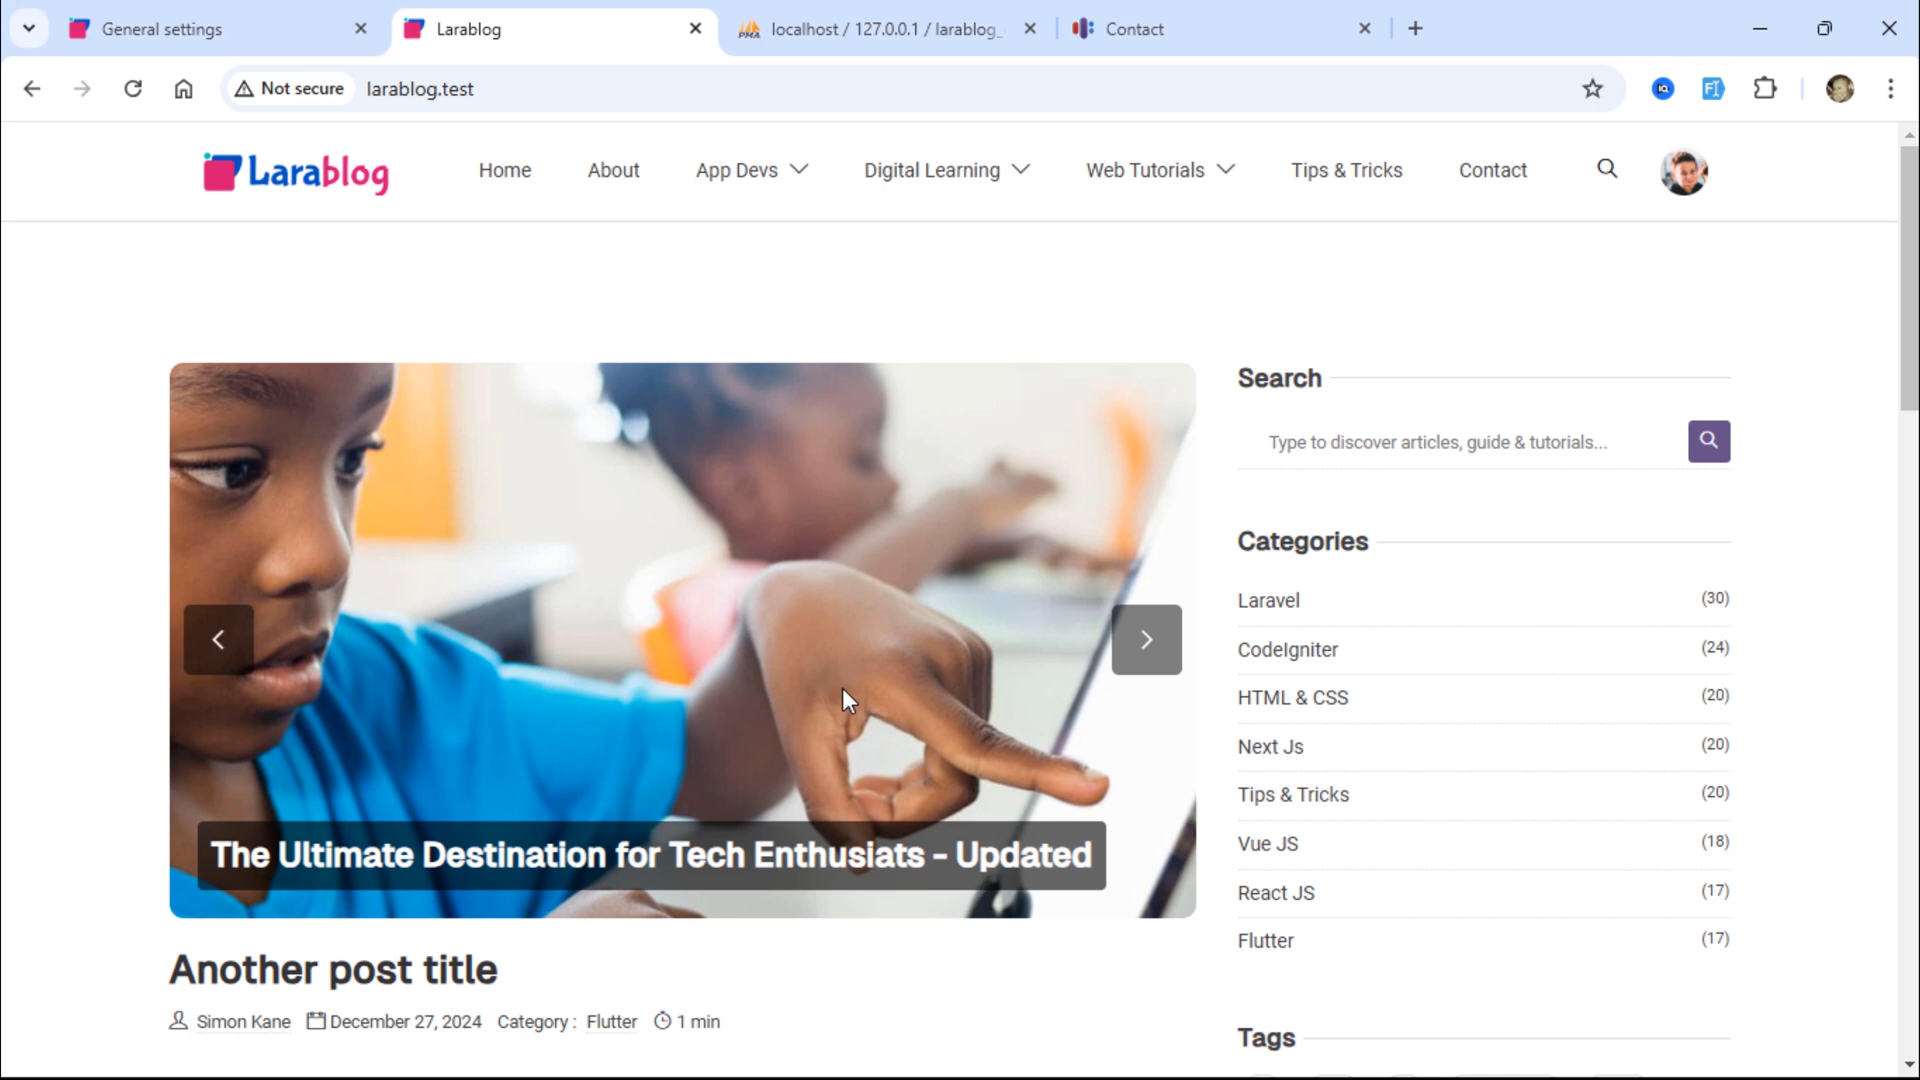 General settings
Larablog
localhost / 127.0.0.1 / larablog_
Contact
Not secure
larablog.test
Larablog
Home
About
App Devs
Digital Learning
Web Tutorials
Tips & Tricks
Contact
Search
Type to discover articles, guide & tutorials...
Categories
Laravel (30)
CodeIgniter (24)
HTML & CSS (20)
Next Js (20)
Tips & Tricks (20)
Vue JS (18)
React JS (17)
Flutter (17)
The Ultimate Destination for Tech Enthusiats - Updated
Another post title
Simon Kane December 27, 2024 Category : Flutter 1 min
Tags